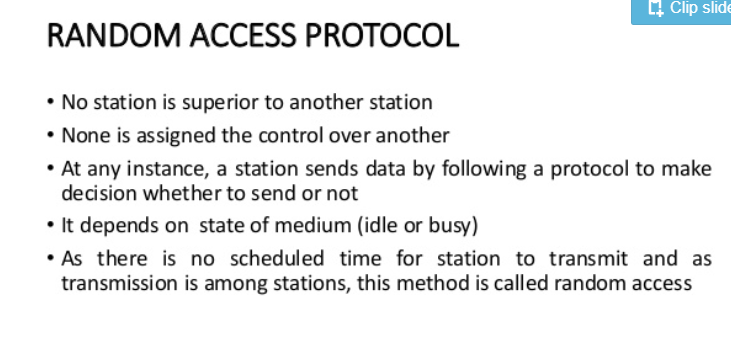 Clip slide
RANDOM ACCESS PROTOCOL
• No station is superior to another station
• None is assigned the control over another
• At any instance, a station sends data by following a protocol to make
decision whether to send or not
• It depends on state of medium (idle or busy)
• As there is no scheduled time for station to transmit and as
transmission is among stations, this method is called random access